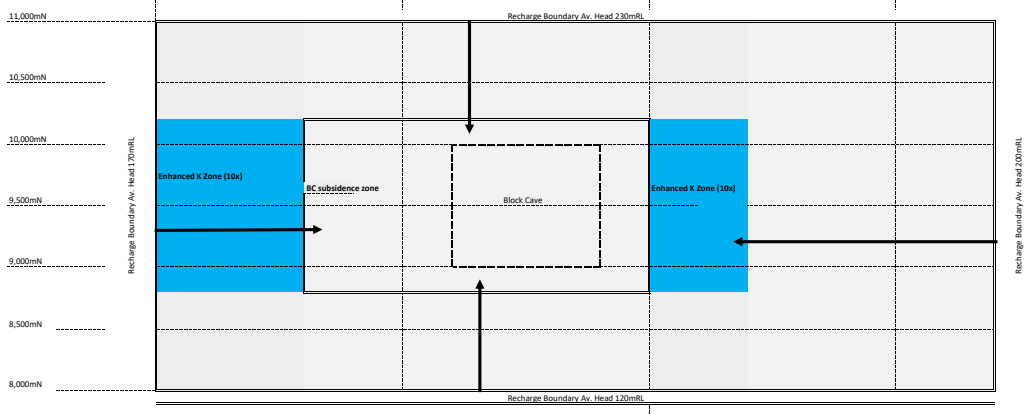 11,000mN
Recharge Boundary Av. Head 230mRL
10,500mN
10,000mN
Recharge Boundary Av. Head 170mRL
Enhanced K Zone (10x)
BC subsidence zone
Block Cave
Enhanced K Zone (10x)
Recharge Boundary Av. Head 200mRL
9,500mN
9,000mN
8,500mN
8,000mN
Recharge Boundary Av. Head 120mRL